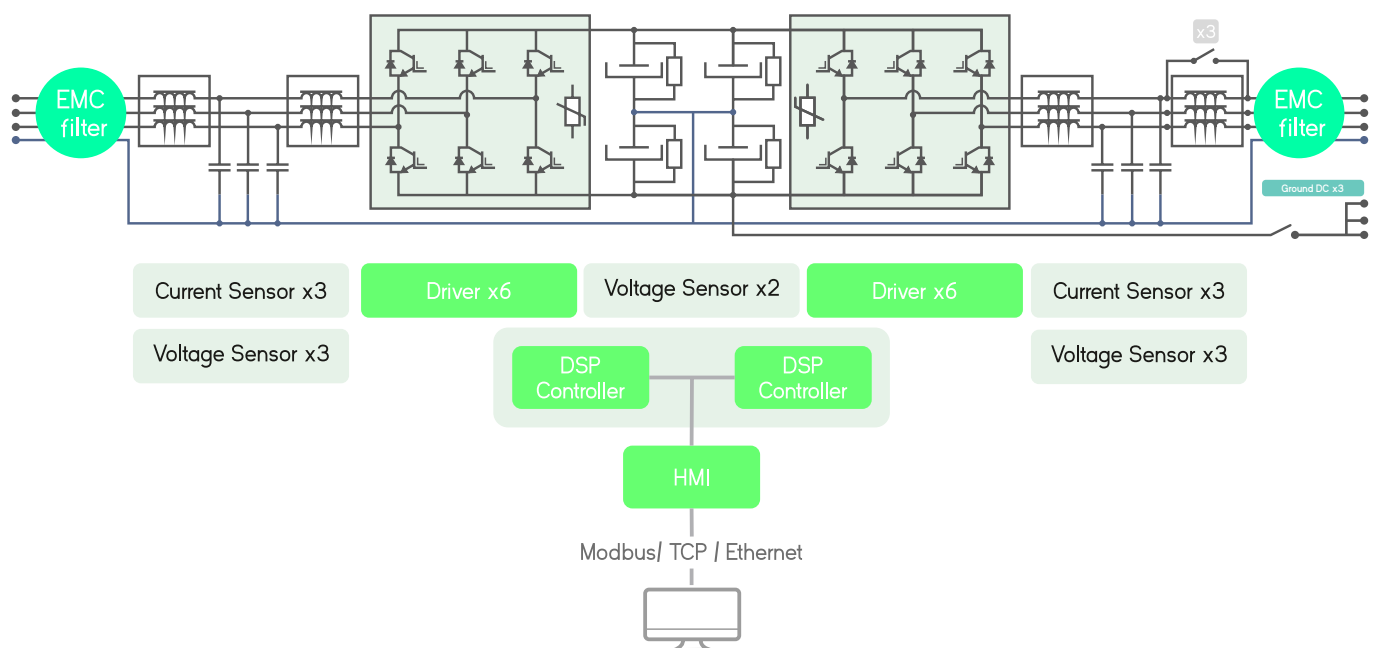 x3
EMC
filter
EMC
filter
Ground DC x3
Current Sensor x3
Driver x6
Voltage Sensor x2
Driver x6
Current Sensor x3
Voltage Sensor x3
Voltage Sensor x3
DSP
Controller
DSP
Controller
HMI
Modbus/ TCP / Ethernet